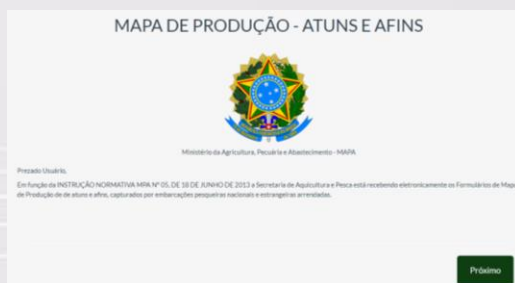 MAPA DE PRODUÇÃO - ATUNS E AFINS
Ministério da Agricultura, Pecuária e Abastecimento - MAPA
Prezado Usuário,
Em função da INSTRUÇÃO NORMATIVA MPA Nº 05, DE 18 DE JUNHO DE 2013 a Secretaria de Aquicultura e Pesca está recebendo eletronicamente os Formulários de Mapa
de Produção de de atuns e afins, capturados por embarcações pesqueiras nacionais e estrangeiras arrendadas.
Próximo